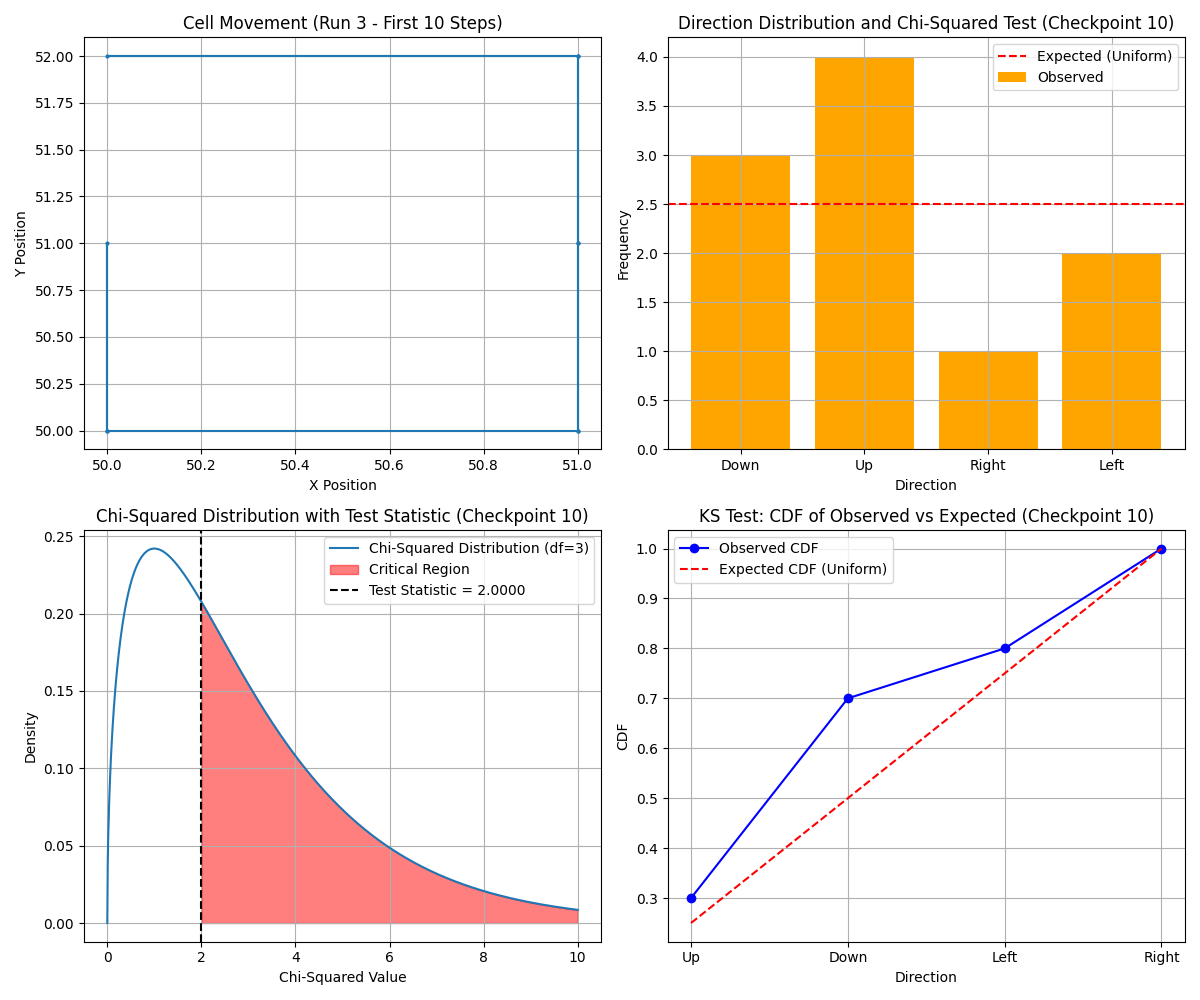 Cell Movement (Run 3 - First 10 Steps)
52.00
51.75
51.50
51.25
51.00
50.75
50.50
50.25
50.00
Y Position
50.0 50.2 50.4 50.6 50.8 51.0
X Position
Direction Distribution and Chi-Squared Test (Checkpoint 10)
Expected (Uniform)
Observed
4.0
3.5
3.0
2.5
2.0
1.5
1.0
0.5
0.0
Frequency
Down Up Right Left
Direction
Chi-Squared Distribution with Test Statistic (Checkpoint 10)
Chi-Squared Distribution (df=3)
Critical Region
Test Statistic = 2.0000
0.25
0.20
0.15
0.10
0.05
0.00
Density
0 2 4 6 8 10
Chi-Squared Value
KS Test: CDF of Observed vs Expected (Checkpoint 10)
Observed CDF
Expected CDF (Uniform)
1.0
0.9
0.8
0.7
0.6
0.5
0.4
0.3
CDF
Up Down Left Right
Direction